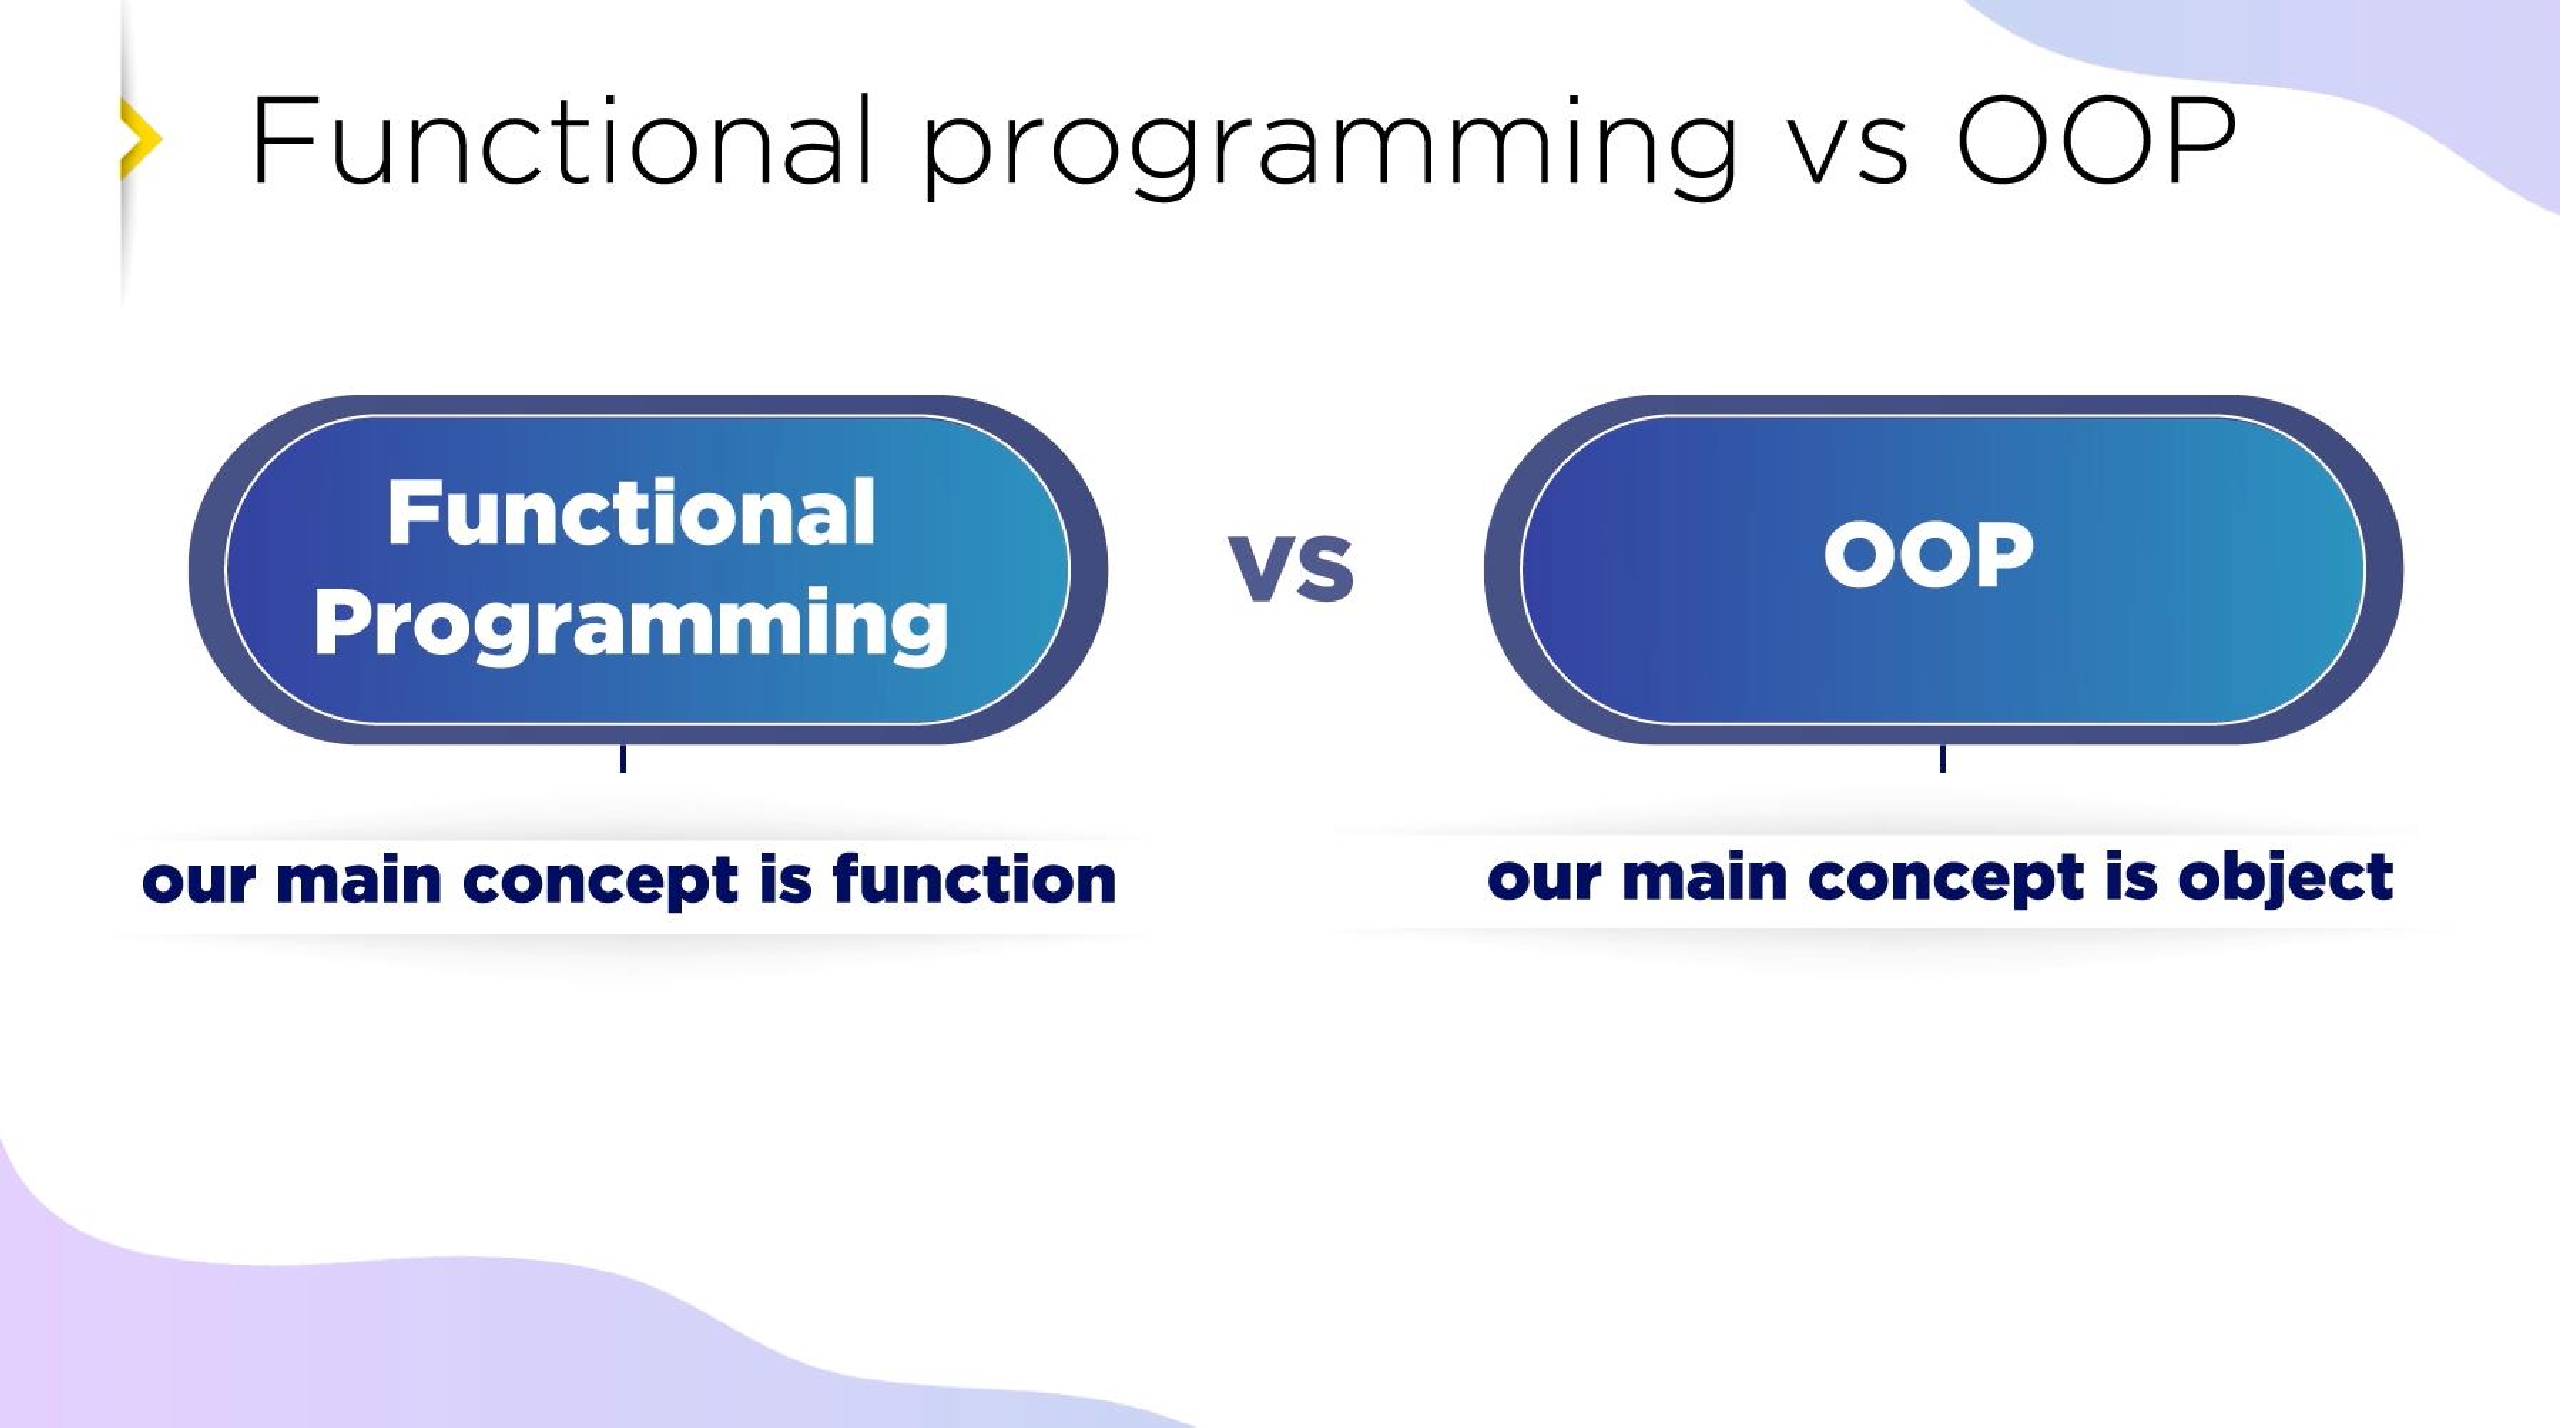 Functional programming vs OOP
Functional
Programming
vs
OOP
our main concept is function
our main concept is object